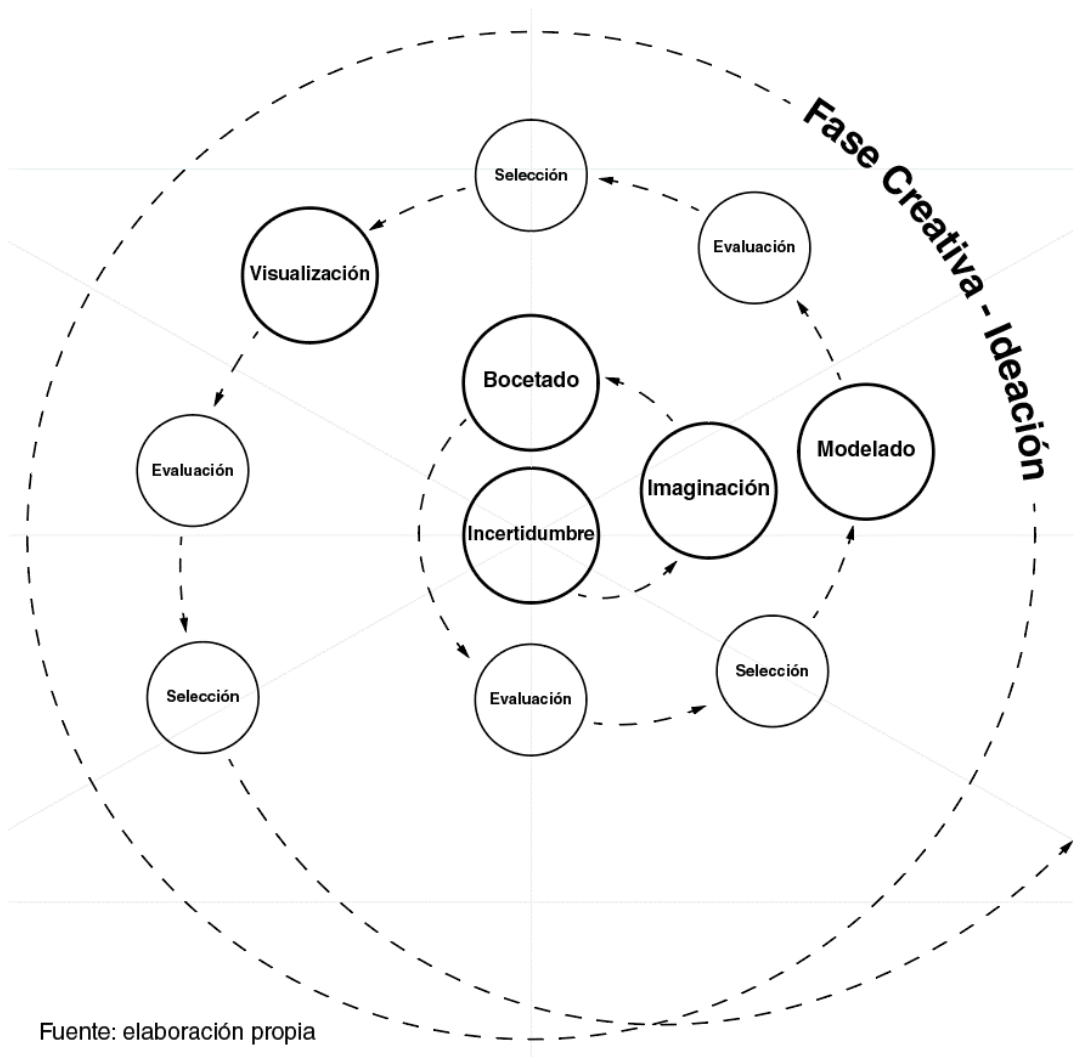 Fase Creativa - Ideación
Selección
Evaluación
Visualización
Bocetado
Modelado
Imaginación
Evaluación
Incertidumbre
Selección
Selección
Evaluación
Fuente: elaboración propia